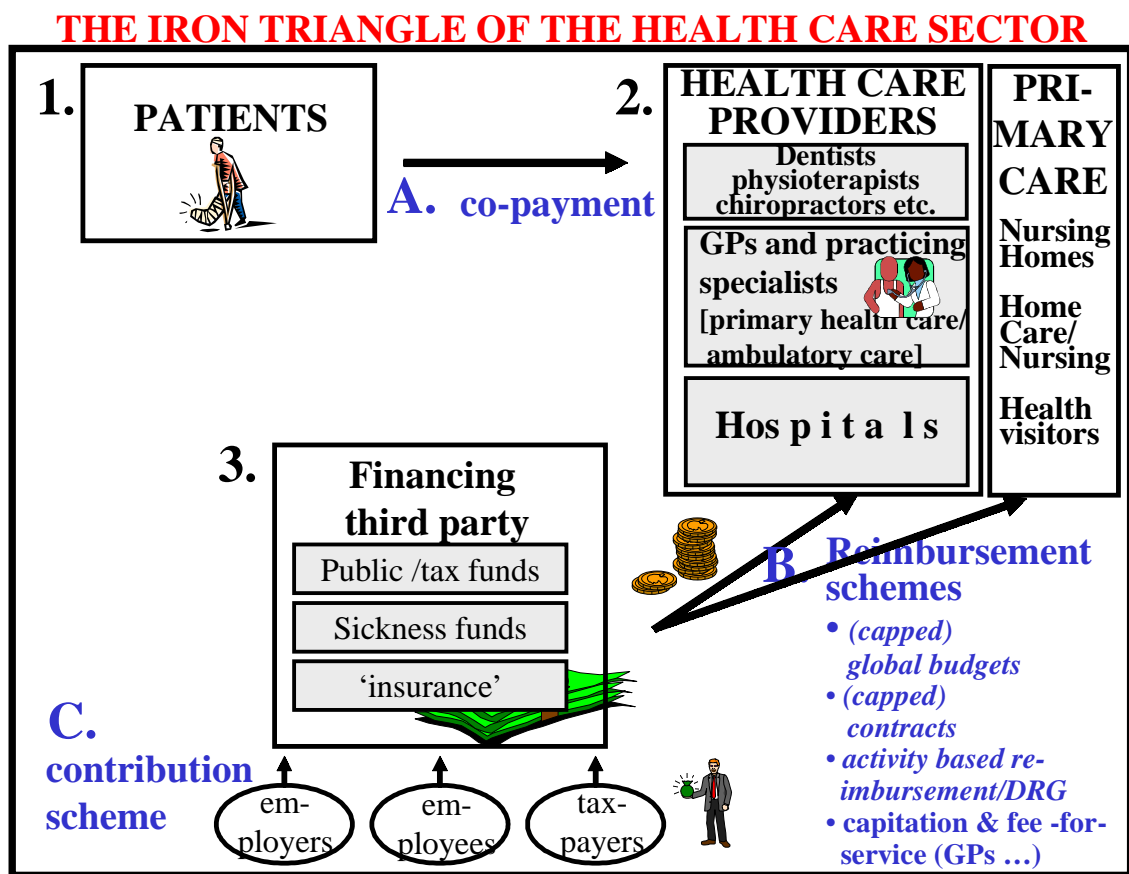 THE IRON TRIANGLE OF THE HEALTH CARE SECTOR
1.
PATIENTS
A. co-payment
2.
HEALTH CARE
PROVIDERS
Dentists
physioterapists
chiropractors etc.
GPs and practicing
specialists
[primary health care/
ambulatory care]
Hos p i t a l s
PRI-
MARY
CARE
Nursing
Homes
Home
Care/
Nursing
Health
visitors
3.
Financing
third party
Public /tax funds
Sickness funds
‘insurance’
B. Reimbursement
schemes
• (capped)
global budgets
• (capped)
contracts
• activity based re-
imbursement/DRG
• capitation & fee -for-
service (GPs …)
C.
contribution
scheme
em-
ployers
em-
ployees
tax-
payers